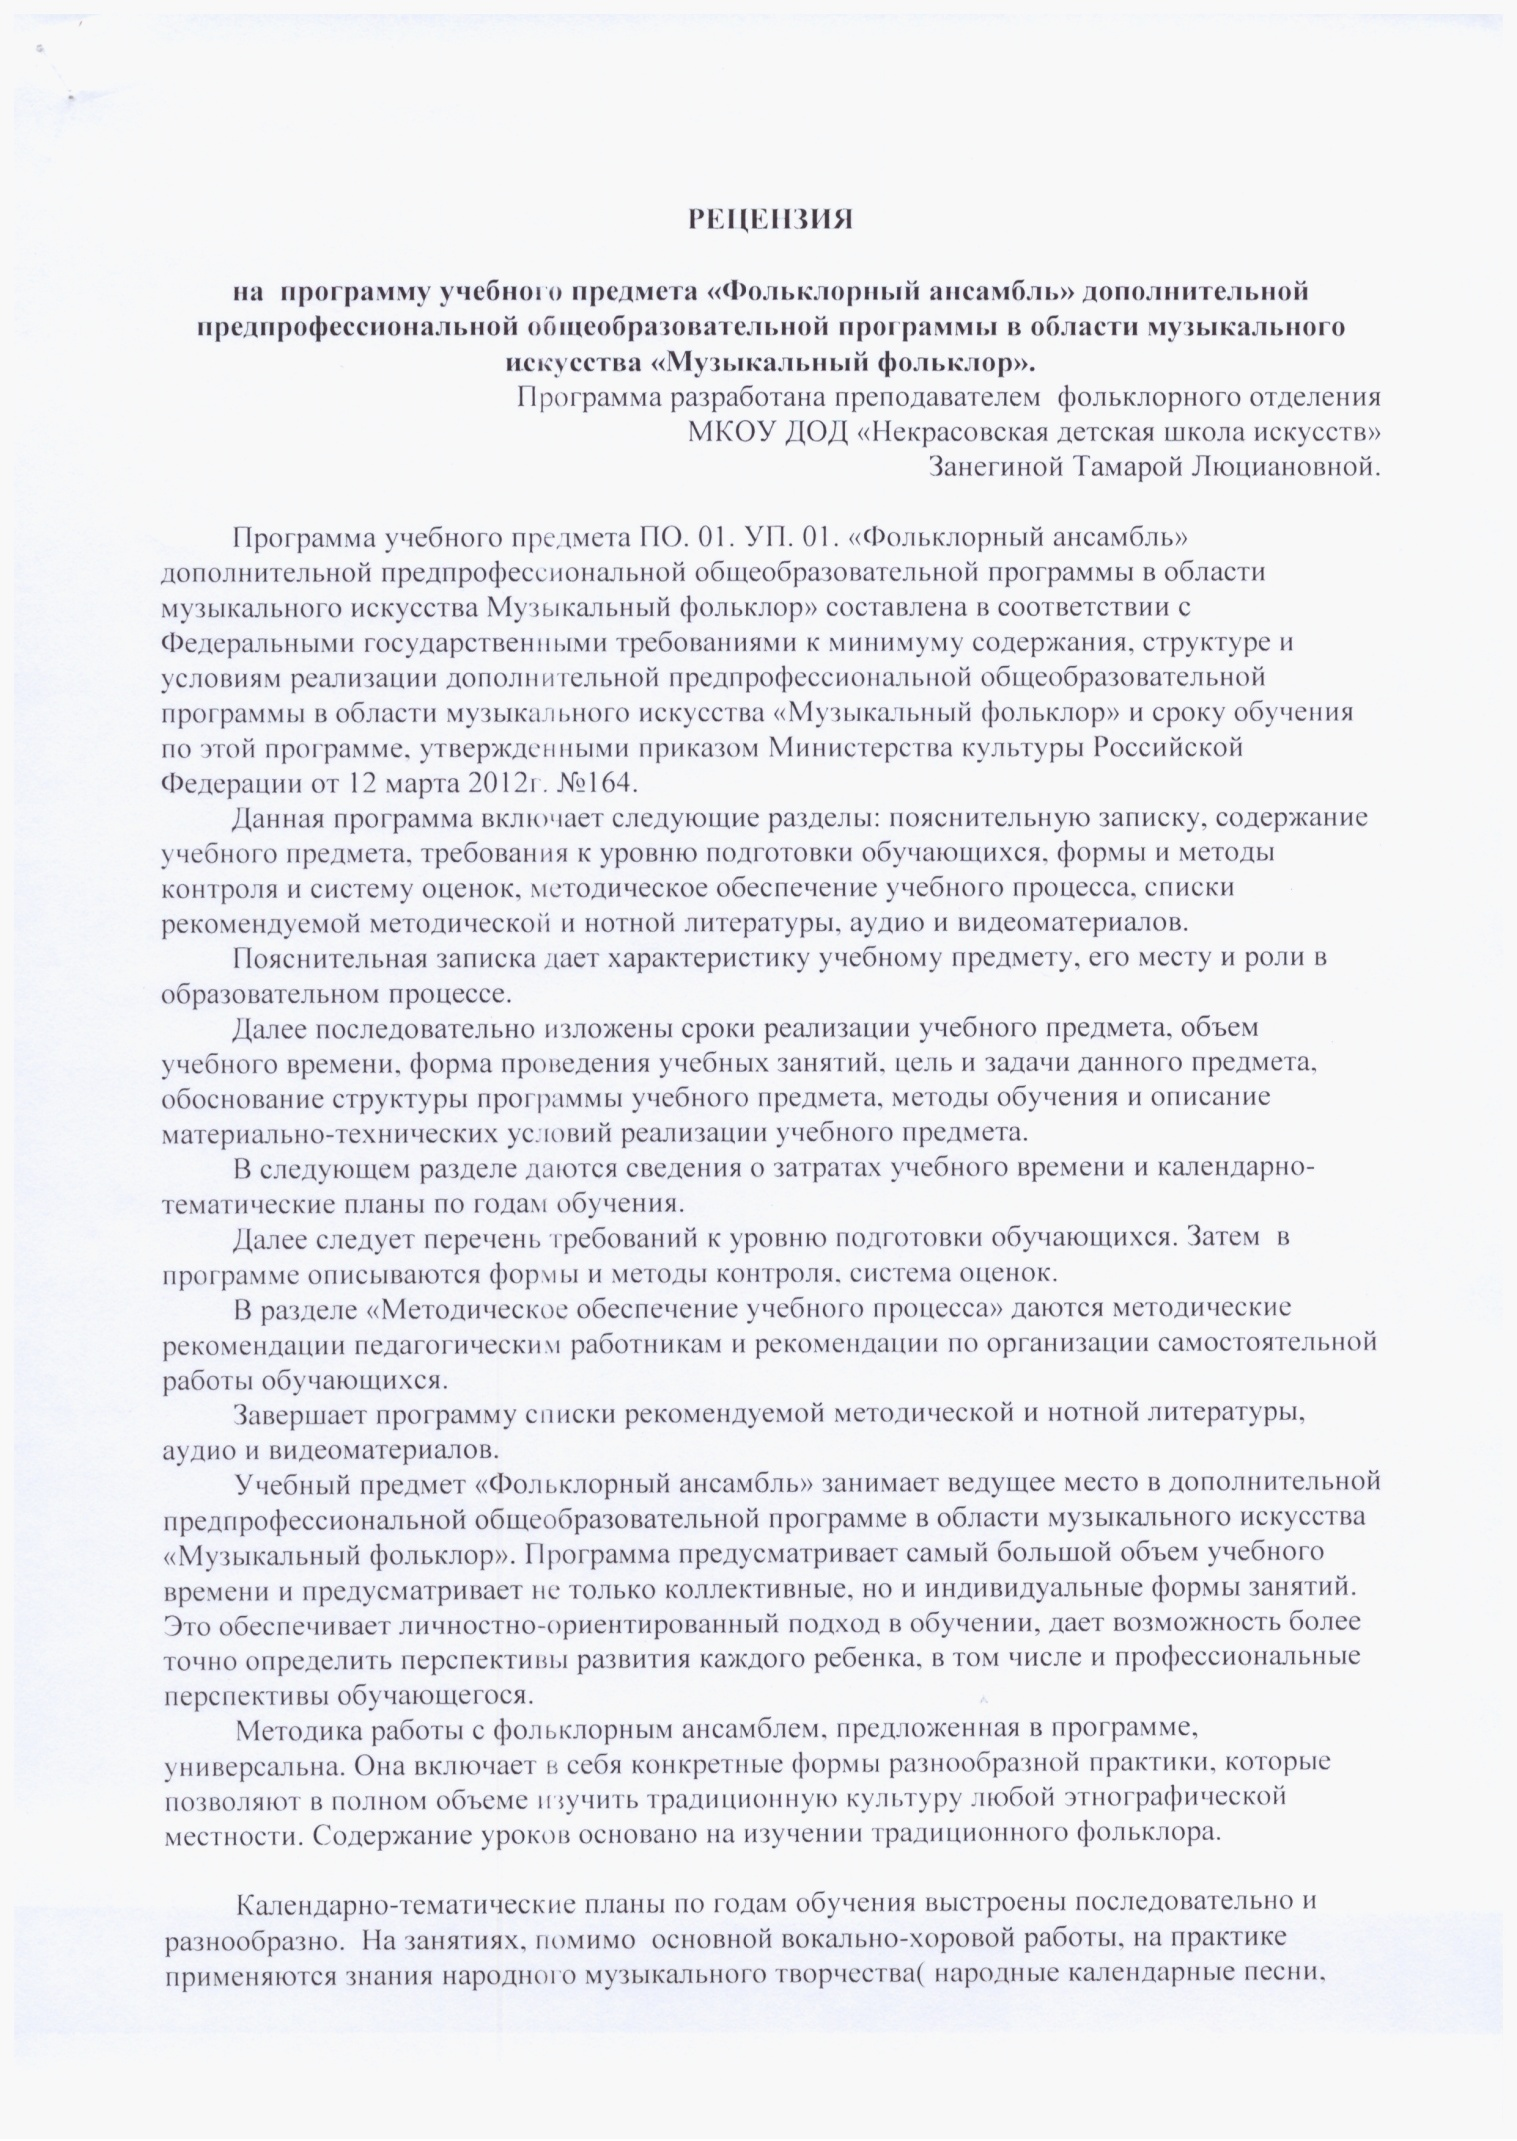 РЕЦЕНЗИЯ
на программу учебного предмета «Фольклорный ансамбль» дополнительной
предпрофессиональной общеобразовательной программы в области музыкального
искусства «Музыкальный фольклор».
Программа разработана преподавателем фольклорного отделения
МКОУ ДОД «Некрасовская детская школа искусств»
Занегиной Тамарой Люциановной.
Программа учебного предмета ПО. 01. УП. 01. «Фольклорный ансамбль»
дополнительной предпрофессиональной общеобразовательной программы в области
музыкального искусства Музыкальный фольклор» составлена в соответствии с
Федеральными государственными требованиями к минимуму содержания, структуре и
условиям реализации дополнительной предпрофессиональной общеобразовательной
программы в области музыкального искусства «Музыкальный фольклор» и сроку обучения
по этой программе, утвержденными приказом Министерства культуры Российской
Федерации от 12 марта 2012г. №164.
Данная программа включает следующие разделы: пояснительную записку, содержание
учебного предмета, требования к уровню подготовки обучающихся, формы и методы
контроля и систему оценок, методическое обеспечение учебного процесса, списки
рекомендуемой методической и нотной литературы, аудио и видеоматериалов.
Пояснительная записка дает характеристику учебному предмету, его месту и роли в
образовательном процессе.
Далее последовательно изложены сроки реализации учебного предмета, объем
учебного времени, форма проведения учебных занятий, цель и задачи данного предмета,
обоснование структуры программы учебного предмета, методы обучения и описание
материально-технических условий реализации учебного предмета.
В следующем разделе даются сведения о затратах учебного времени и календарно-
тематические планы по годам обучения.
Далее следует перечень требований к уровню подготовки обучающихся. Затем в
программе описываются формы и методы контроля, система оценок.
В разделе «Методическое обеспечение учебного процесса» даются методические
рекомендации педагогическим работникам и рекомендации по организации самостоятельной
работы обучающихся.
Завершает программу списки рекомендуемой методической и нотной литературы,
аудио и видеоматериалов.
Учебный предмет «Фольклорный ансамбль» занимает ведущее место в дополнительной
предпрофессиональной общеобразовательной программе в области музыкального искусства
«Музыкальный фольклор». Программа предусматривает самый большой объем учебного
времени и предусматривает не только коллективные, но и индивидуальные формы занятий.
Это обеспечивает личностно-ориентированный подход в обучении, дает возможность более
точно определить перспективы развития каждого ребенка, в том числе и профессиональные
перспективы обучающегося.
Методика работы с фольклорным ансамблем, предложенная в программе,
универсальна. Она включает в себя конкретные формы разнообразной практики, которые
позволяют в полном объеме изучить традиционную культуру любой этнографической
местности. Содержание уроков основано на изучении традиционного фольклора.
Календарно-тематические планы по годам обучения выстроены последовательно и
разнообразно. На занятиях, помимо основной вокально-хоровой работы, на практике
применяются знания народного музыкального творчества( народные календарные песни,